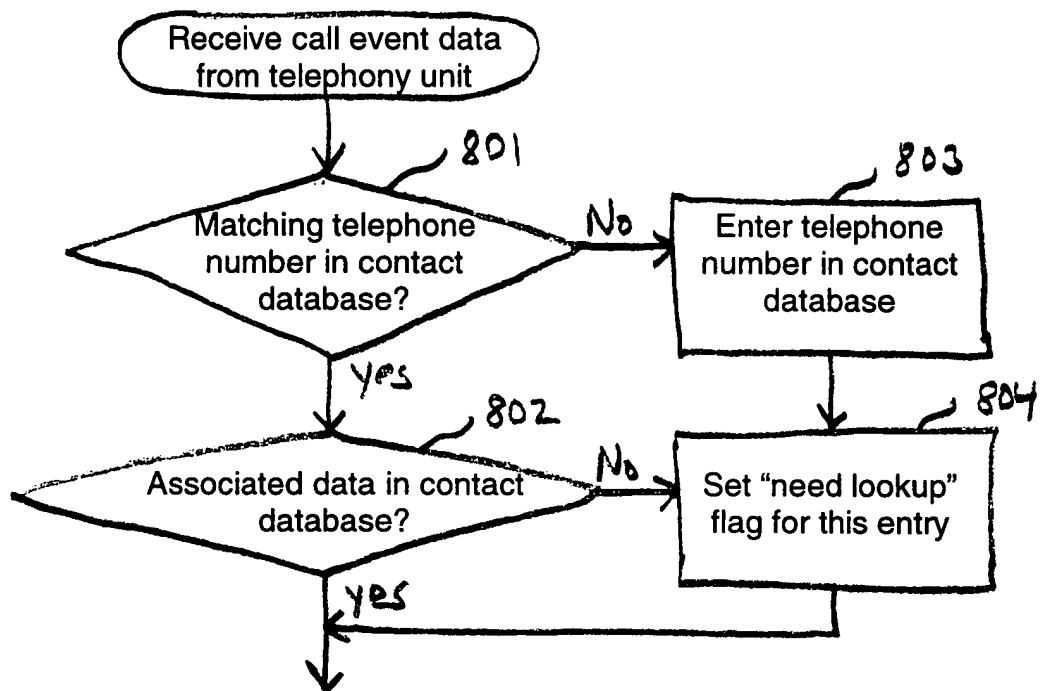 Receive call event data
from telephony unit
801
Matching telephone
number in contact
database?
No
803
Enter telephone
number in contact
database
yes
802
Associated data in contact
database?
No
804
Set “need lookup”
flag for this entry
yes